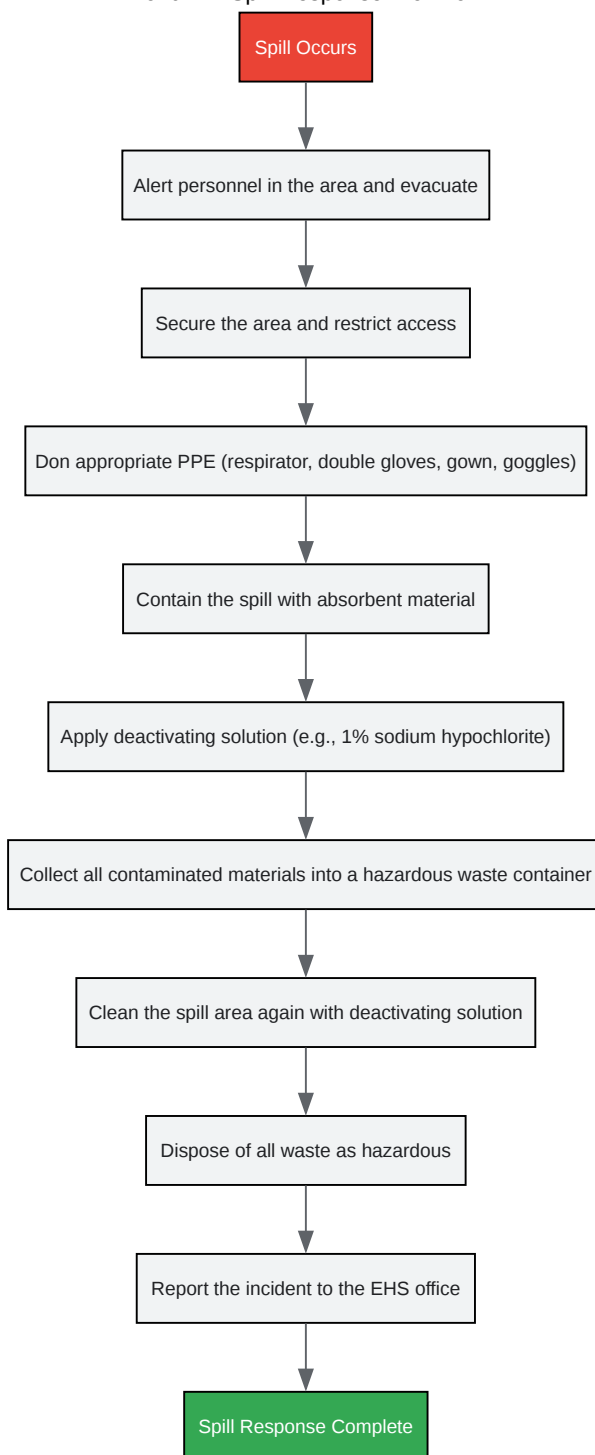 Spill Occurs
Alert personnel in the area and evacuate
Secure the area and restrict access
Don appropriate PPE (respirator, double gloves, gown, goggles)
Contain the spill with absorbent material
Apply deactivating solution (e.g., 1% sodium hypochlorite)
Collect all contaminated materials into a hazardous waste container
Clean the spill area again with deactivating solution
Dispose of all waste as hazardous
Report the incident to the EHS office
Spill Response Complete